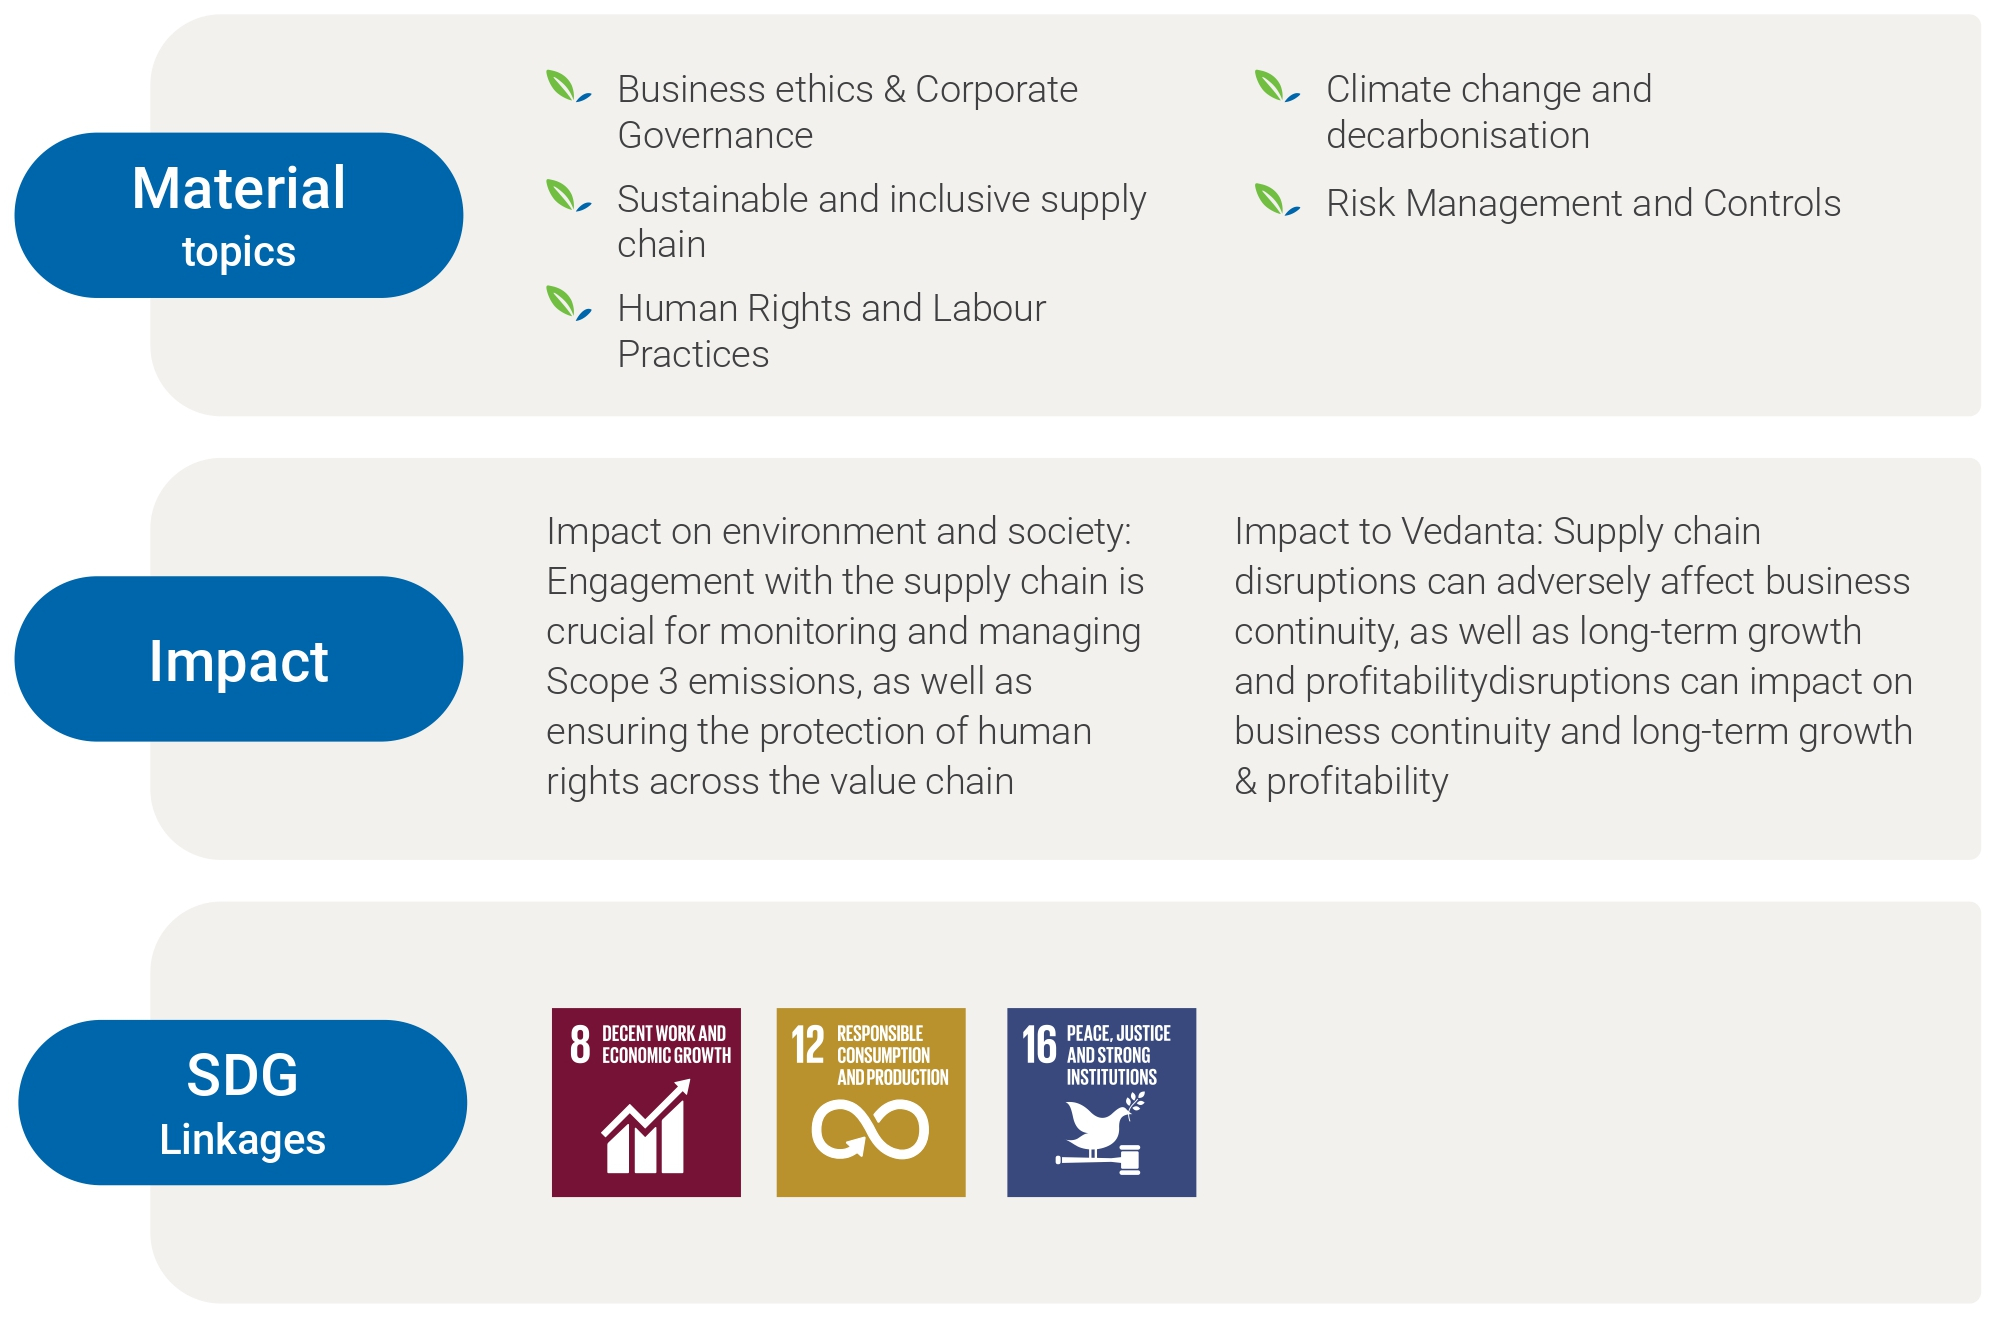 Material
topics
Business ethics & Corporate
Governance
Sustainable and inclusive supply
chain
Human Rights and Labour
Practices
Climate change and
decarbonisation
Risk Management and Controls
Impact
Impact on environment and society:
Engagement with the supply chain is
crucial for monitoring and managing
Scope 3 emissions, as well as
ensuring the protection of human
rights across the value chain
Impact to Vedanta: Supply chain
disruptions can adversely affect business
continuity, as well as long-term growth
and profitabilitydisruptions can impact on
business continuity and long-term growth
& profitability
SDG
Linkages
8 DECENT WORK AND
ECONOMIC GROWTH
12 RESPONSIBLE
CONSUMPTION
AND PRODUCTION
16 PEACE, JUSTICE
AND STRONG
INSTITUTIONS